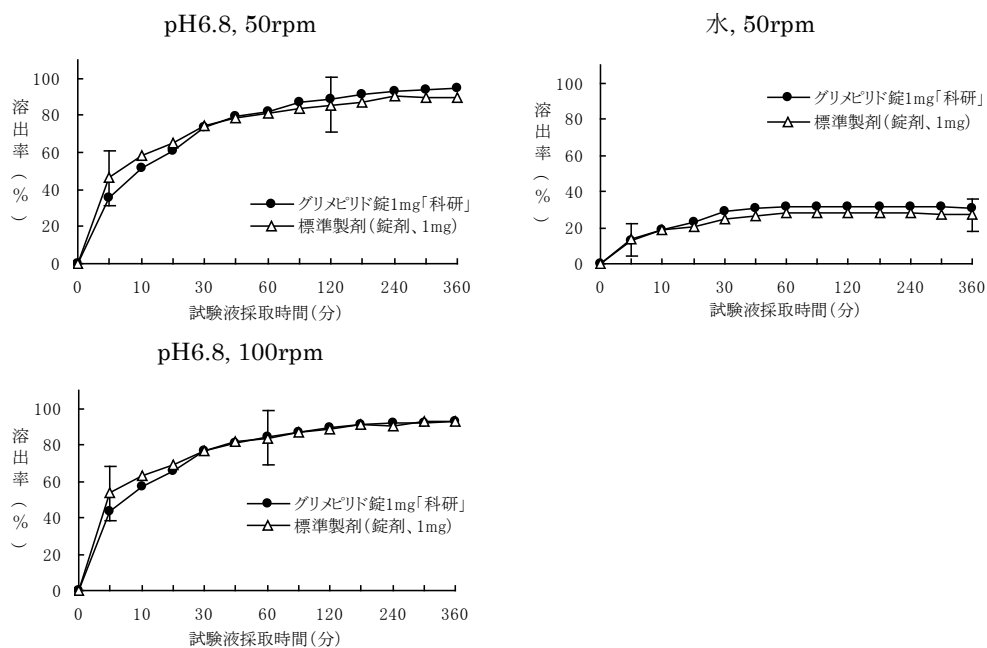 pH6.8, 50rpm
溶出率(%)
100
80
60
40
20
0
グリメピリド錠1mg「科研」
標準製剤(錠剤、1mg)
0 10 30 60 120 240 360
試験液採取時間(分)
水, 50rpm
溶出率(%)
100
80
60
40
20
0
グリメピリド錠1mg「科研」
標準製剤(錠剤、1mg)
0 10 30 60 120 240 360
試験液採取時間(分)
pH6.8, 100rpm
溶出率(%)
100
80
60
40
20
0
グリメピリド錠1mg「科研」
標準製剤(錠剤、1mg)
0 10 30 60 120 240 360
試験液採取時間(分)